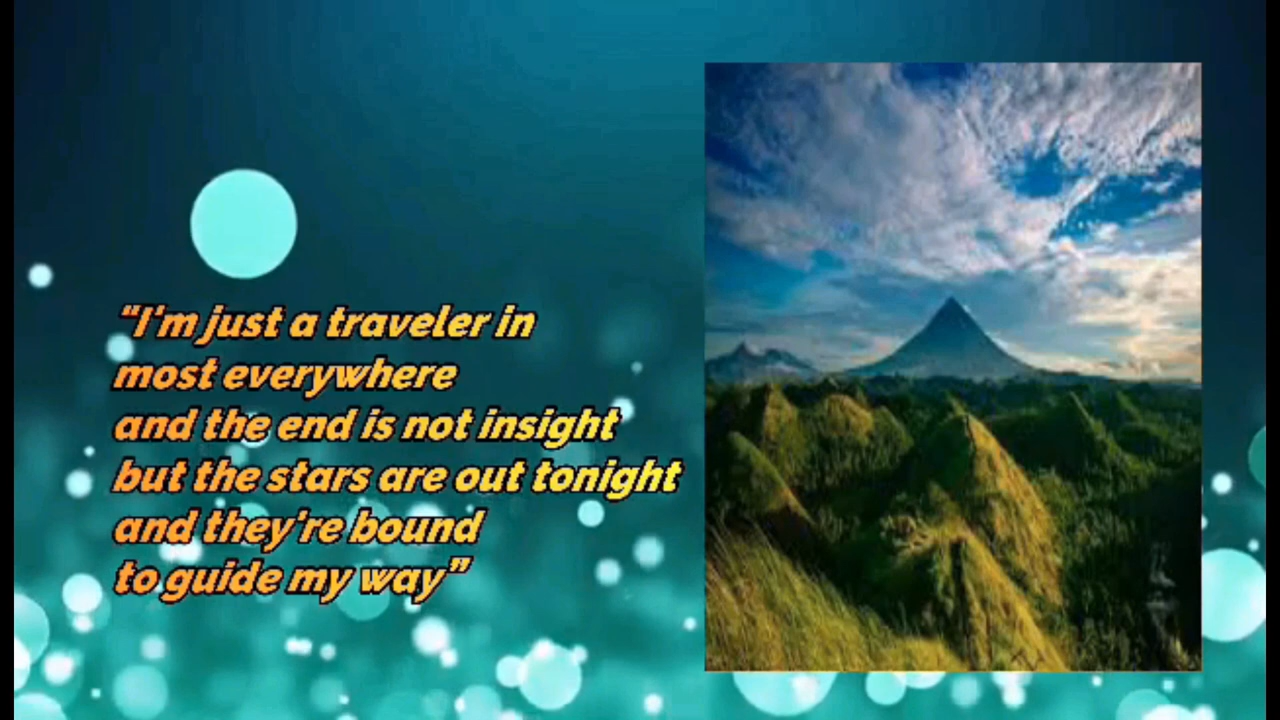 "I'm just a traveler in
most everywhere
and the end is not insight
but the stars are out tonight
and they're bound
to guide my way"